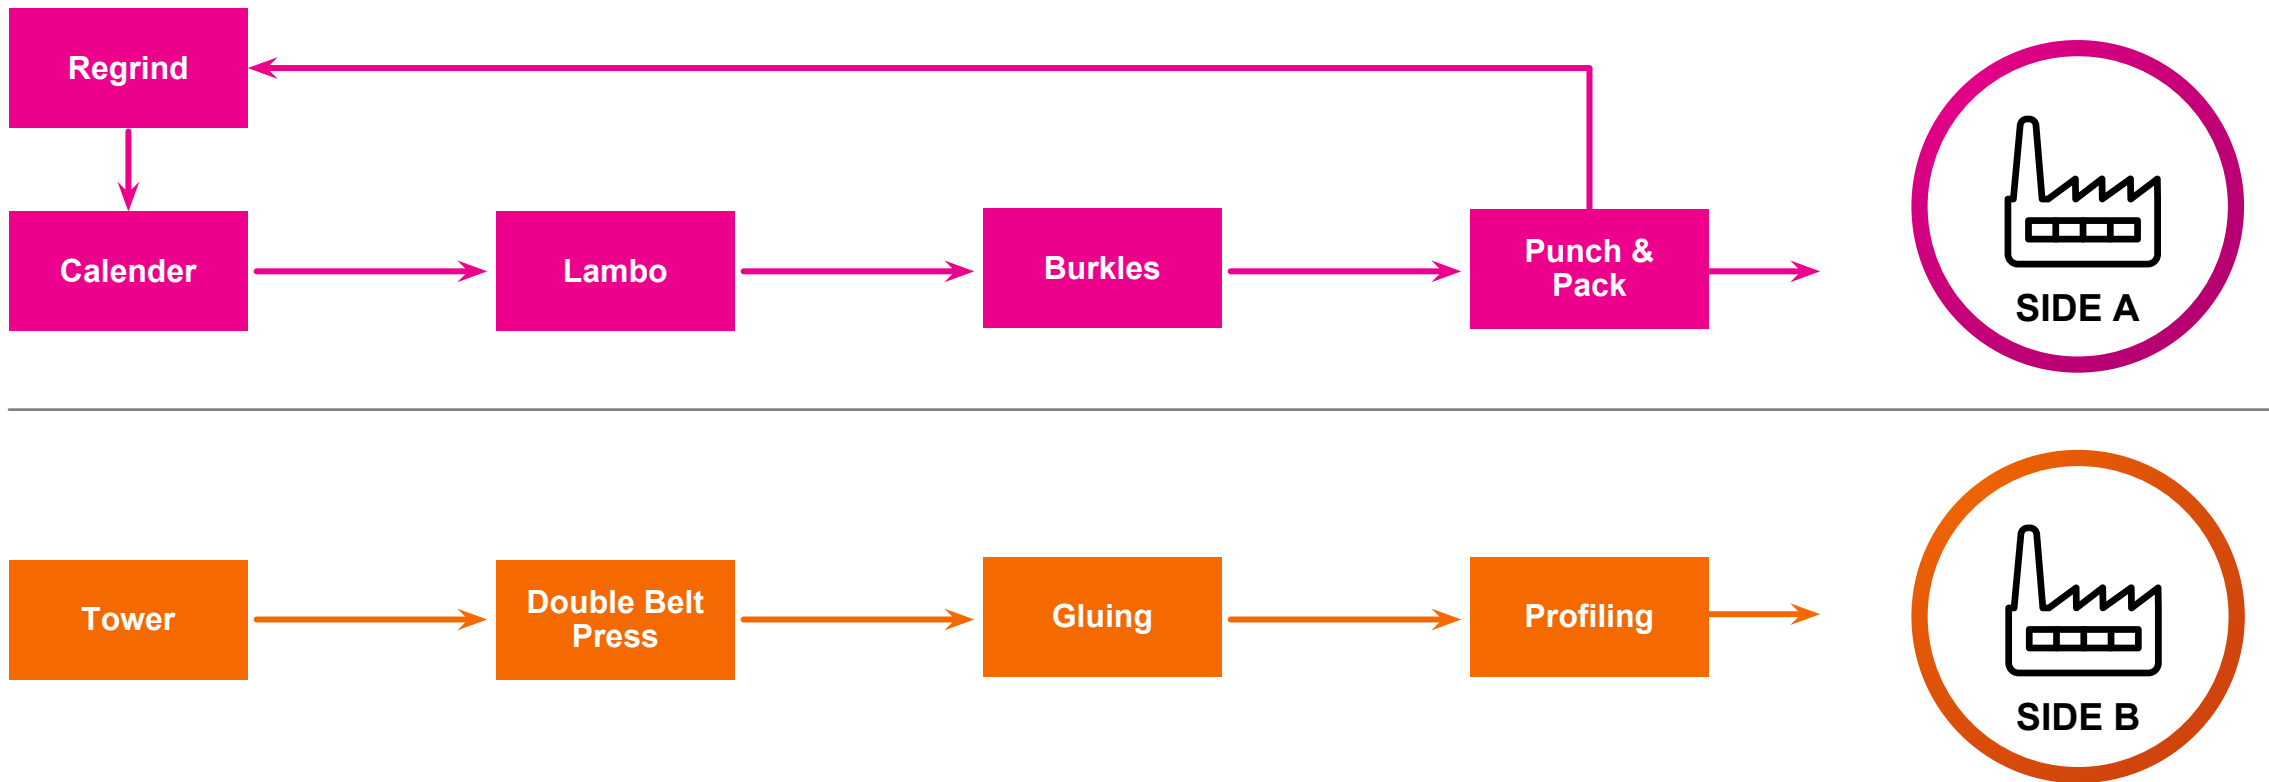 Regrind
Calender
Lambo
Burkles
Punch &
Pack
SIDE A
Tower
Double Belt
Press
Gluing
Profiling
SIDE B